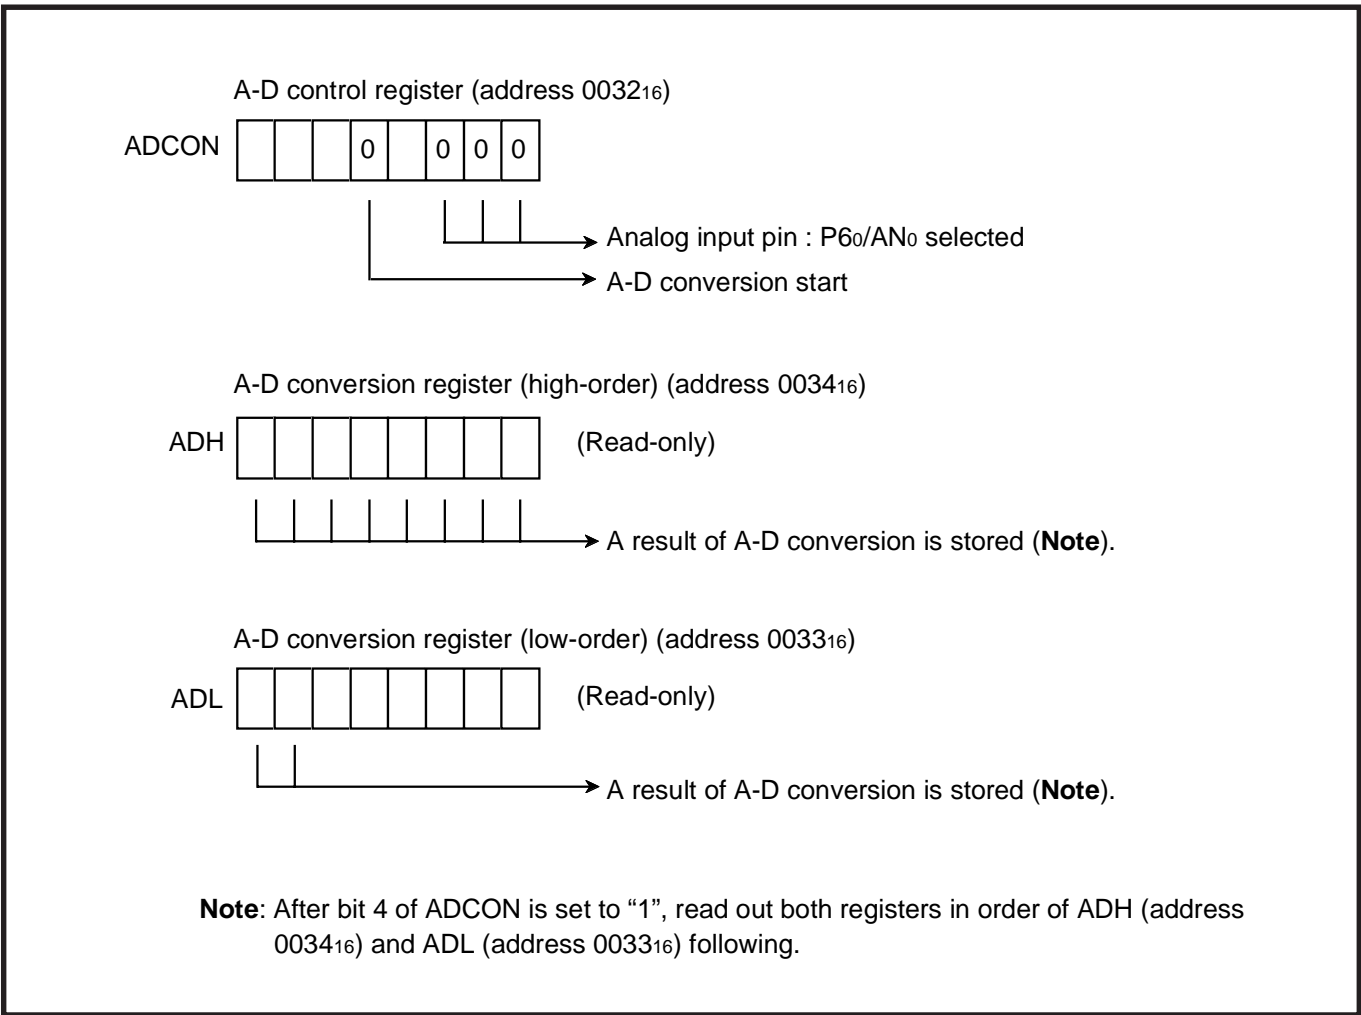 A-D control register (address 0032₁₆)
ADCON 0 0 0 0
Analog input pin : P6₀/AN₀ selected
A-D conversion start
A-D conversion register (high-order) (address 0034₁₆)
ADH (Read-only)
A result of A-D conversion is stored (Note).
A-D conversion register (low-order) (address 0033₁₆)
ADL (Read-only)
A result of A-D conversion is stored (Note).
Note: After bit 4 of ADCON is set to “1”, read out both registers in order of ADH (address
0034₁₆) and ADL (address 0033₁₆) following.